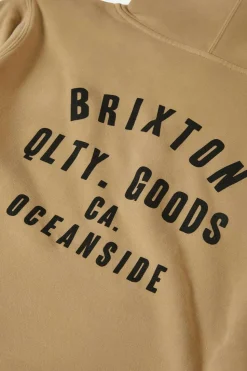 BRIXTON
QLTY. GOODS
CA.
OCEANSIDE